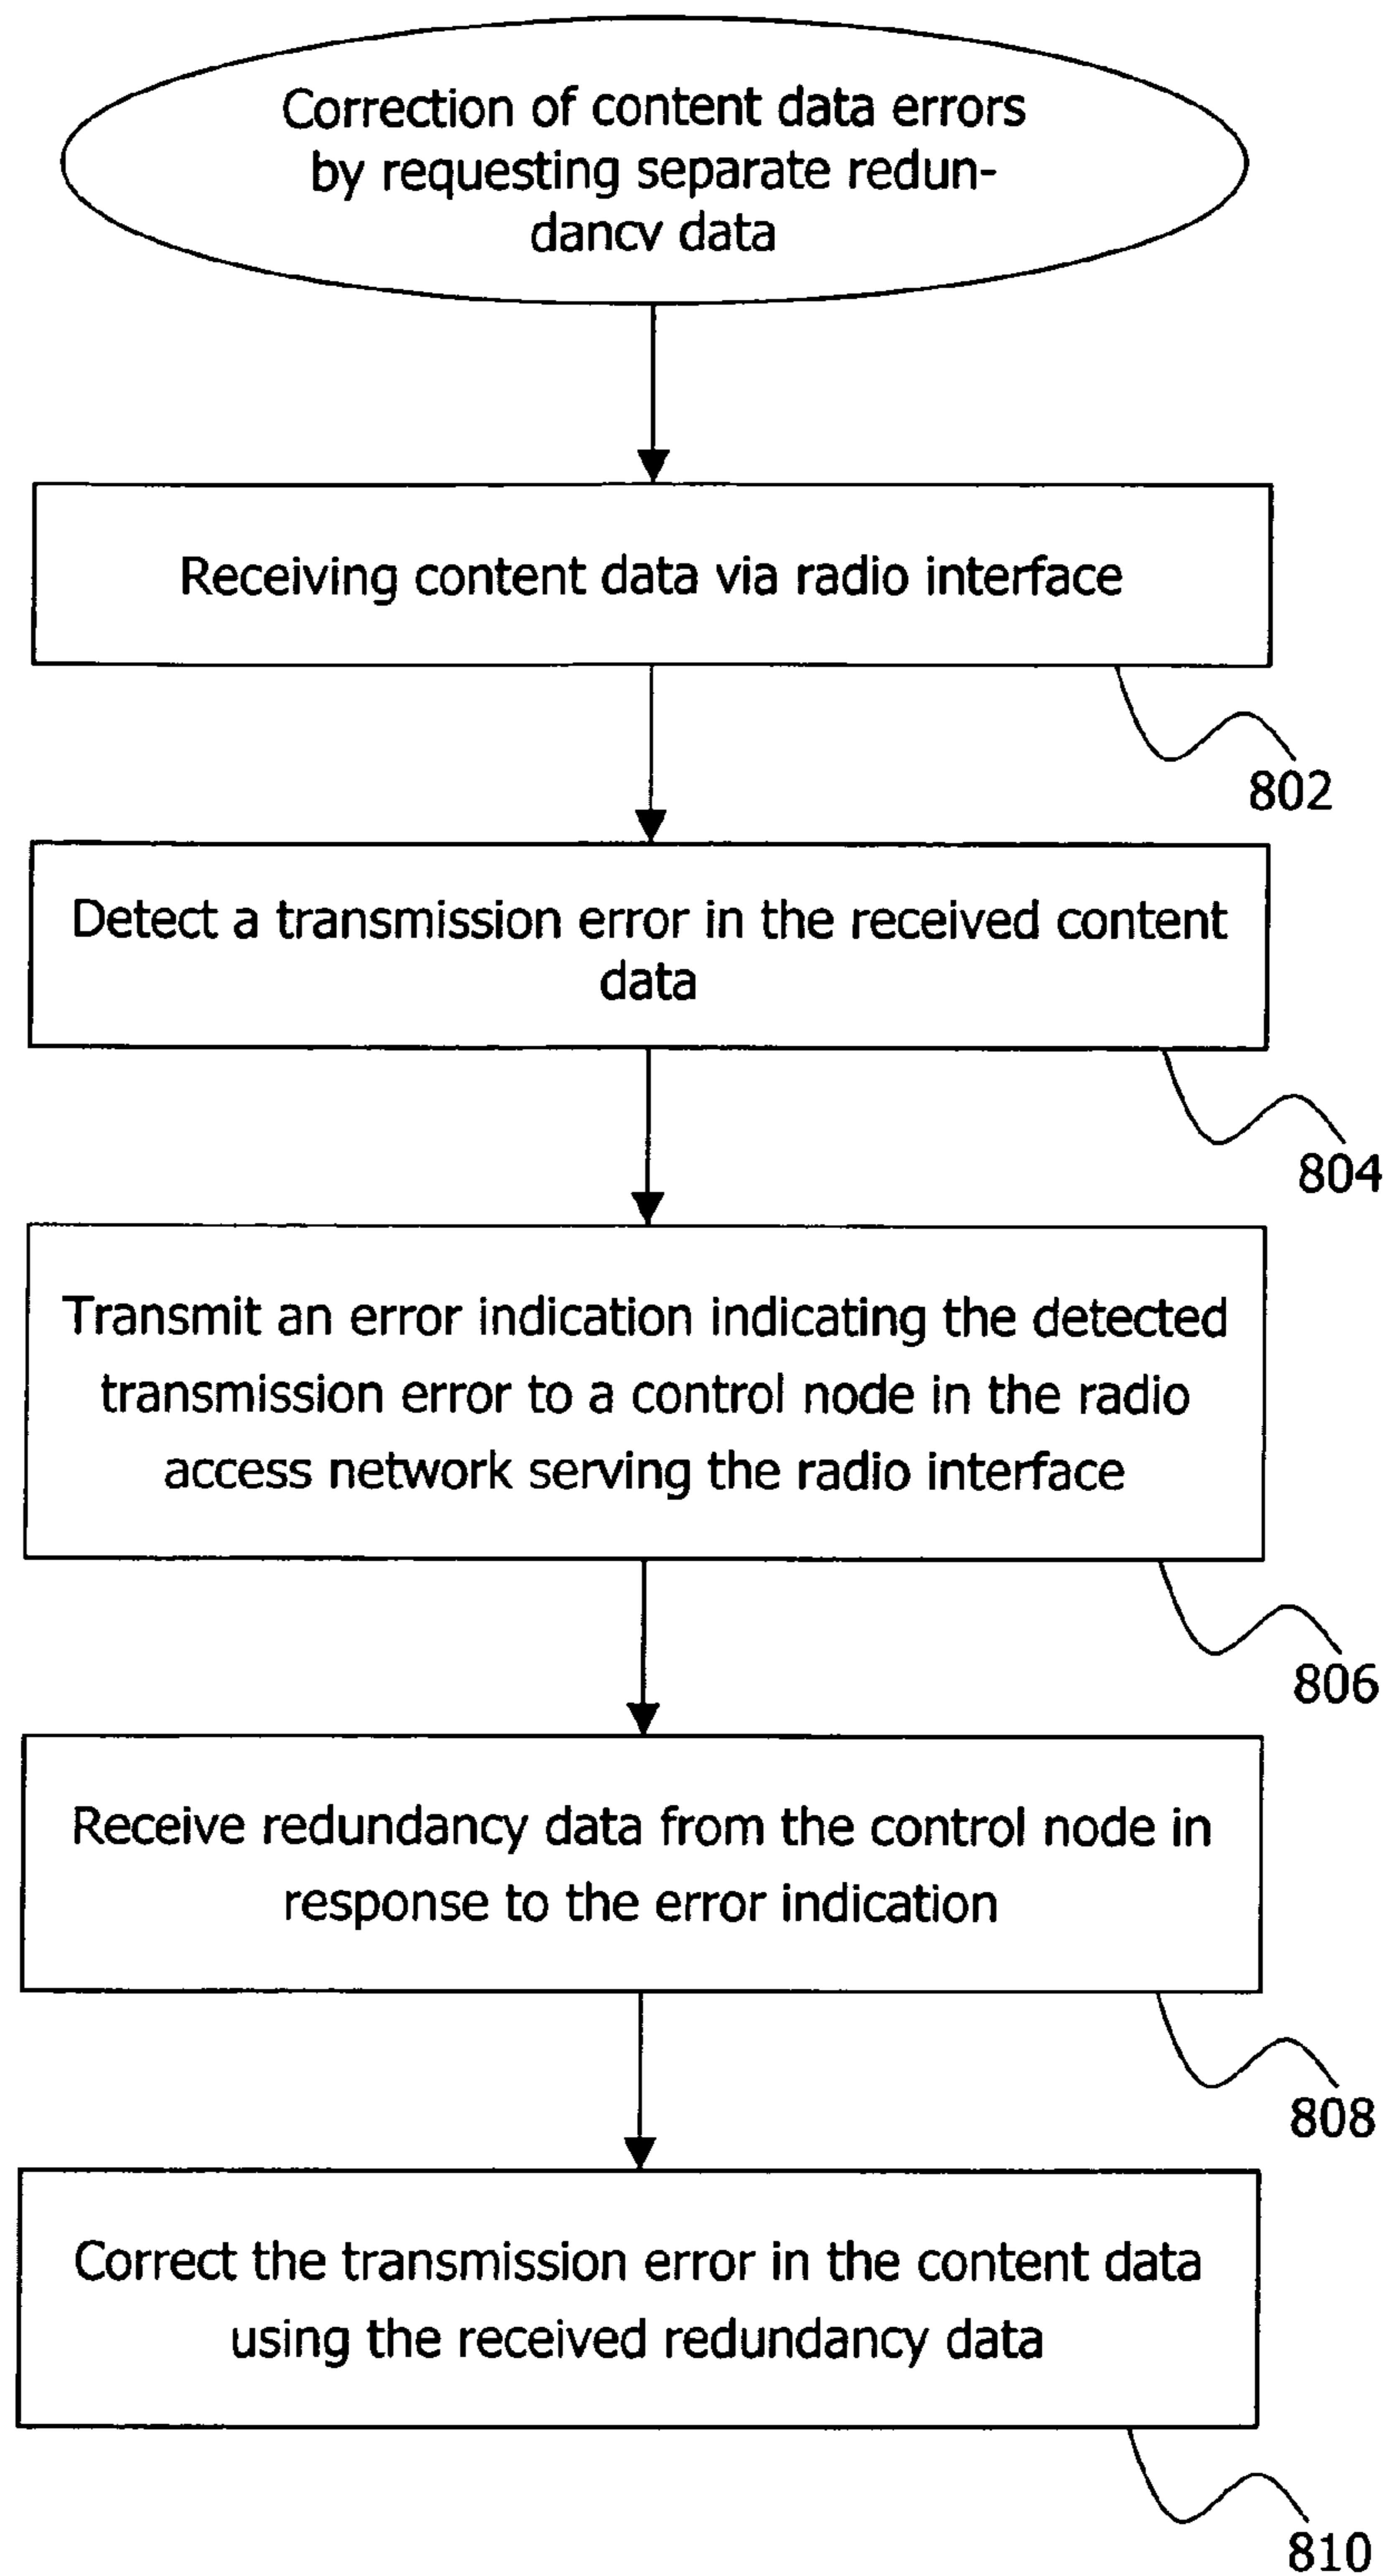 Correction of content data errors
by requesting separate redun-
dancv data
Receiving content data via radio interface
802
Detect a transmission error in the received content
data
804
Transmit an error indication indicating the detected
transmission error to a control node in the radio
access network serving the radio interface
806
Receive redundancy data from the control node in
response to the error indication
808
Correct the transmission error in the content data
using the received redundancy data
810